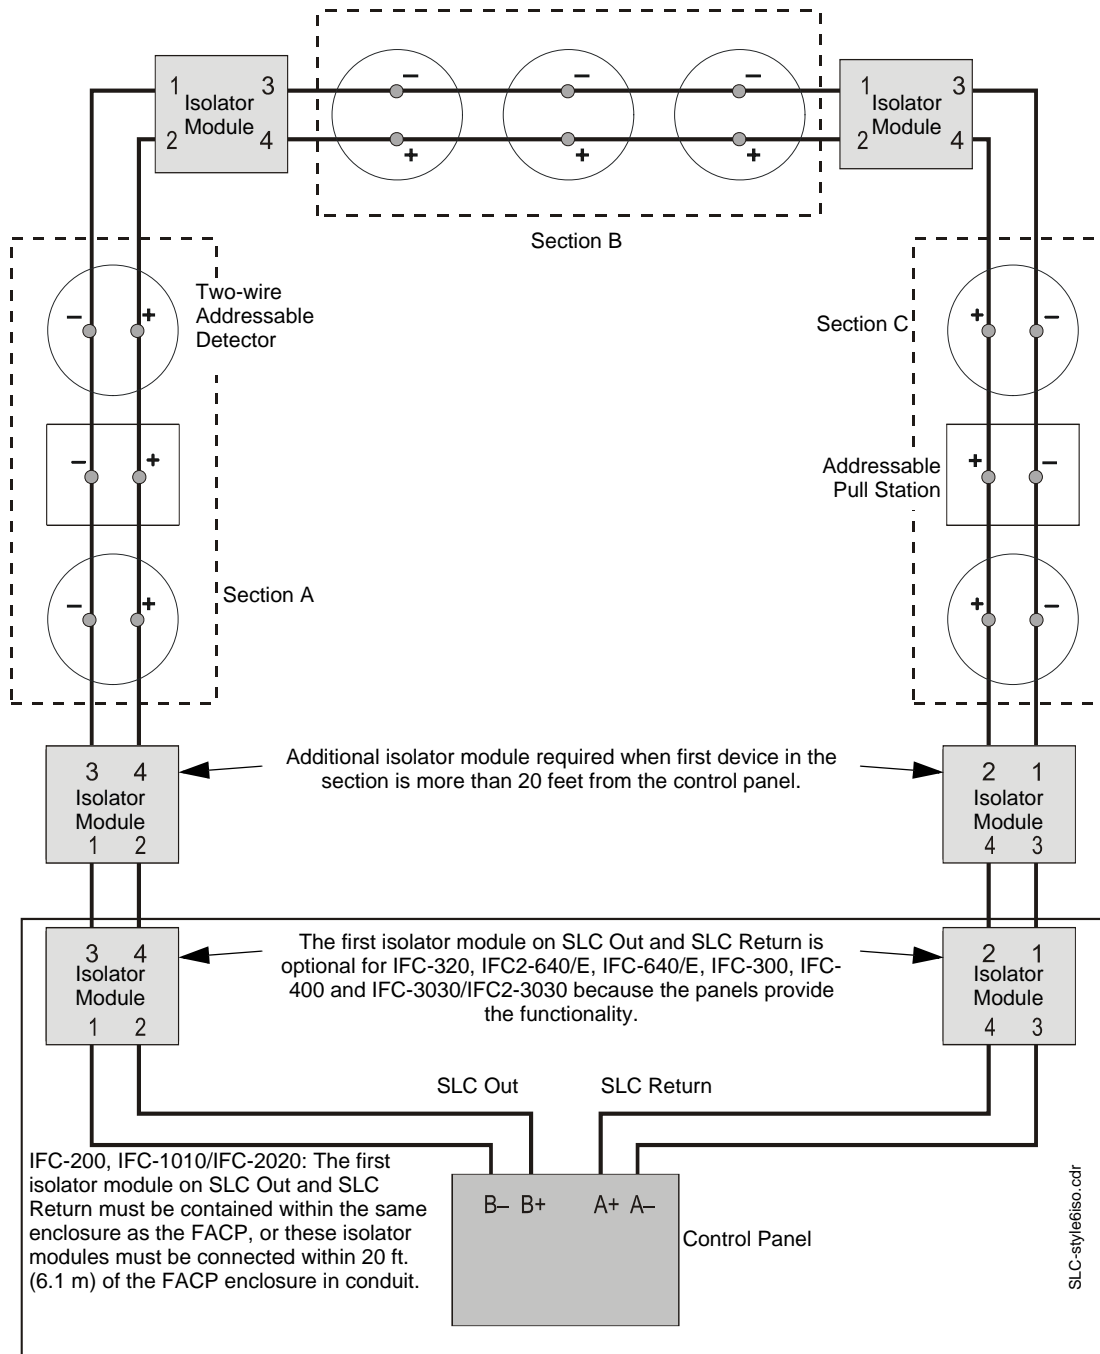 1 3
Isolator
Module
2 4
– – –
+ + +
1 3
Isolator
Module
2 4
Section B
Two-wire
Addressable
Detector
– +
– +
– +
Section A
Section C
+ –
Addressable
Pull Station
+ –
+ –
3 4
Isolator
Module
1 2
Additional isolator module required when first device in the
section is more than 20 feet from the control panel.
2 1
Isolator
Module
4 3
3 4
Isolator
Module
1 2
The first isolator module on SLC Out and SLC Return is
optional for IFC-320, IFC2-640/E, IFC-640/E, IFC-300, IFC-
400 and IFC-3030/IFC2-3030 because the panels provide
the functionality.
2 1
Isolator
Module
4 3
SLC Out SLC Return
IFC-200, IFC-1010/IFC-2020: The first
isolator module on SLC Out and SLC
Return must be contained within the same
enclosure as the FACP, or these isolator
modules must be connected within 20 ft.
(6.1 m) of the FACP enclosure in conduit.
B– B+ A+ A–
Control Panel
SLC-style6iso.cdr